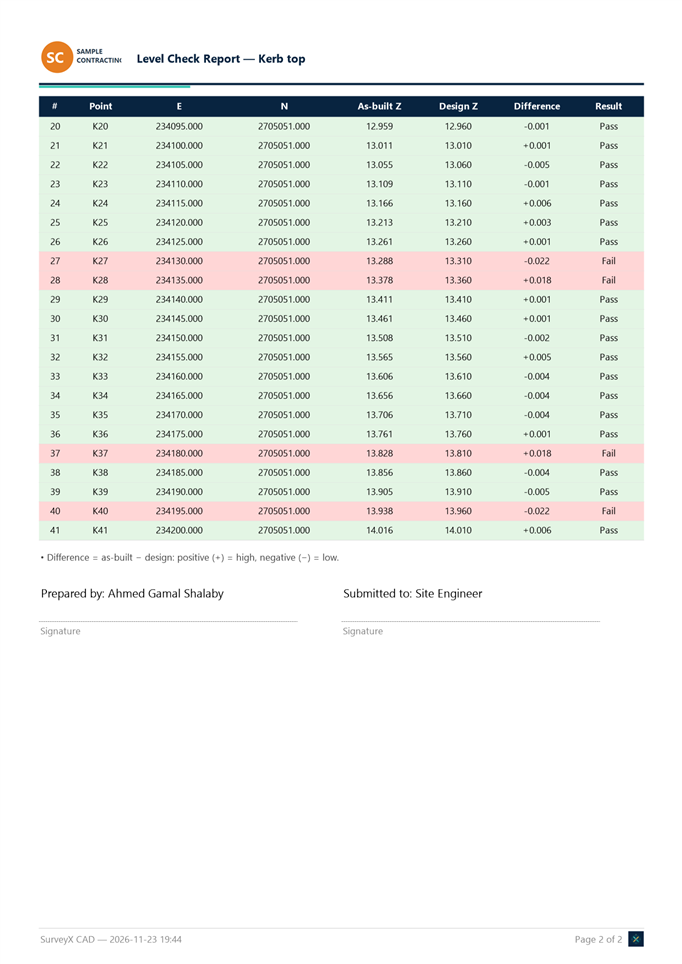 SC
SAMPLE
CONTRACTING
Level Check Report — Kerb top
# Point E N As-built Z Design Z Difference Result
20 K20 234095.000 2705051.000 12.959 12.960 -0.001 Pass
21 K21 234100.000 2705051.000 13.011 13.010 +0.001 Pass
22 K22 234105.000 2705051.000 13.055 13.060 -0.005 Pass
23 K23 234110.000 2705051.000 13.109 13.110 -0.001 Pass
24 K24 234115.000 2705051.000 13.166 13.160 +0.006 Pass
25 K25 234120.000 2705051.000 13.213 13.210 +0.003 Pass
26 K26 234125.000 2705051.000 13.261 13.260 +0.001 Pass
27 K27 234130.000 2705051.000 13.288 13.310 -0.022 Fail
28 K28 234135.000 2705051.000 13.378 13.360 +0.018 Fail
29 K29 234140.000 2705051.000 13.411 13.410 +0.001 Pass
30 K30 234145.000 2705051.000 13.461 13.460 +0.001 Pass
31 K31 234150.000 2705051.000 13.508 13.510 -0.002 Pass
32 K32 234155.000 2705051.000 13.565 13.560 +0.005 Pass
33 K33 234160.000 2705051.000 13.606 13.610 -0.004 Pass
34 K34 234165.000 2705051.000 13.656 13.660 -0.004 Pass
35 K35 234170.000 2705051.000 13.706 13.710 -0.004 Pass
36 K36 234175.000 2705051.000 13.761 13.760 +0.001 Pass
37 K37 234180.000 2705051.000 13.828 13.810 +0.018 Fail
38 K38 234185.000 2705051.000 13.856 13.860 -0.004 Pass
39 K39 234190.000 2705051.000 13.905 13.910 -0.005 Pass
40 K40 234195.000 2705051.000 13.938 13.960 -0.022 Fail
41 K41 234200.000 2705051.000 14.016 14.010 +0.006 Pass
• Difference = as-built − design: positive (+) = high, negative (−) = low.
Prepared by: Ahmed Gamal Shalaby Submitted to: Site Engineer
Signature Signature
SurveyX CAD — 2026-11-23 19:44 Page 2 of 2